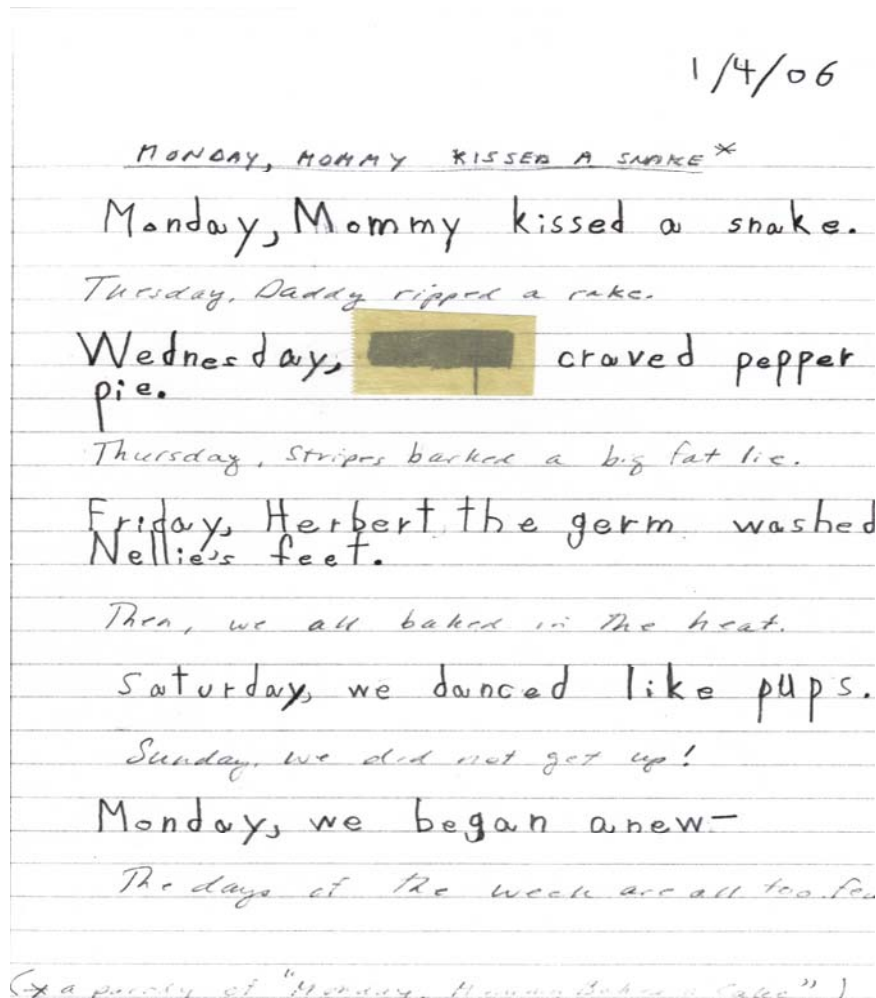 1/4/06
MONDAY, MOMMY KISSED A SNAKE*
Monday, Mommy kissed a snake.
Tuesday, Daddy ripped a rake.
Wednesday, craved pepper
pie.
Thursday, Stripes barked a big fat lie.
Friday, Herbert the germ washed
Nellie's feet.
Then, we all baked in the heat.
Saturday, we danced like pups.
Sunday, we did not get up!
Monday, we began anew—
The days of the week are all too few
(* a parody of "Monday, Mommy Baked a Cake")